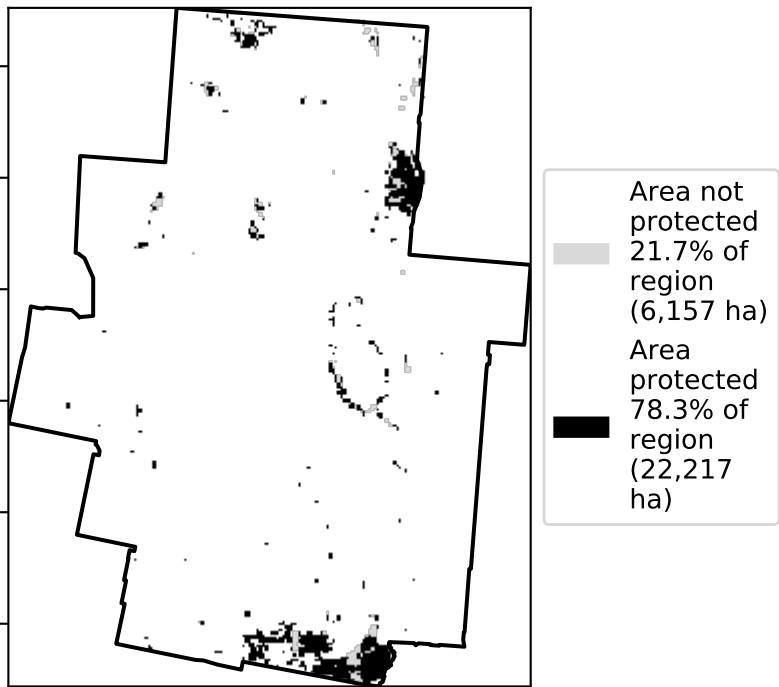 Area not
protected
21.7% of
region
(6,157 ha)
Area
protected
78.3% of
region
(22,217
ha)